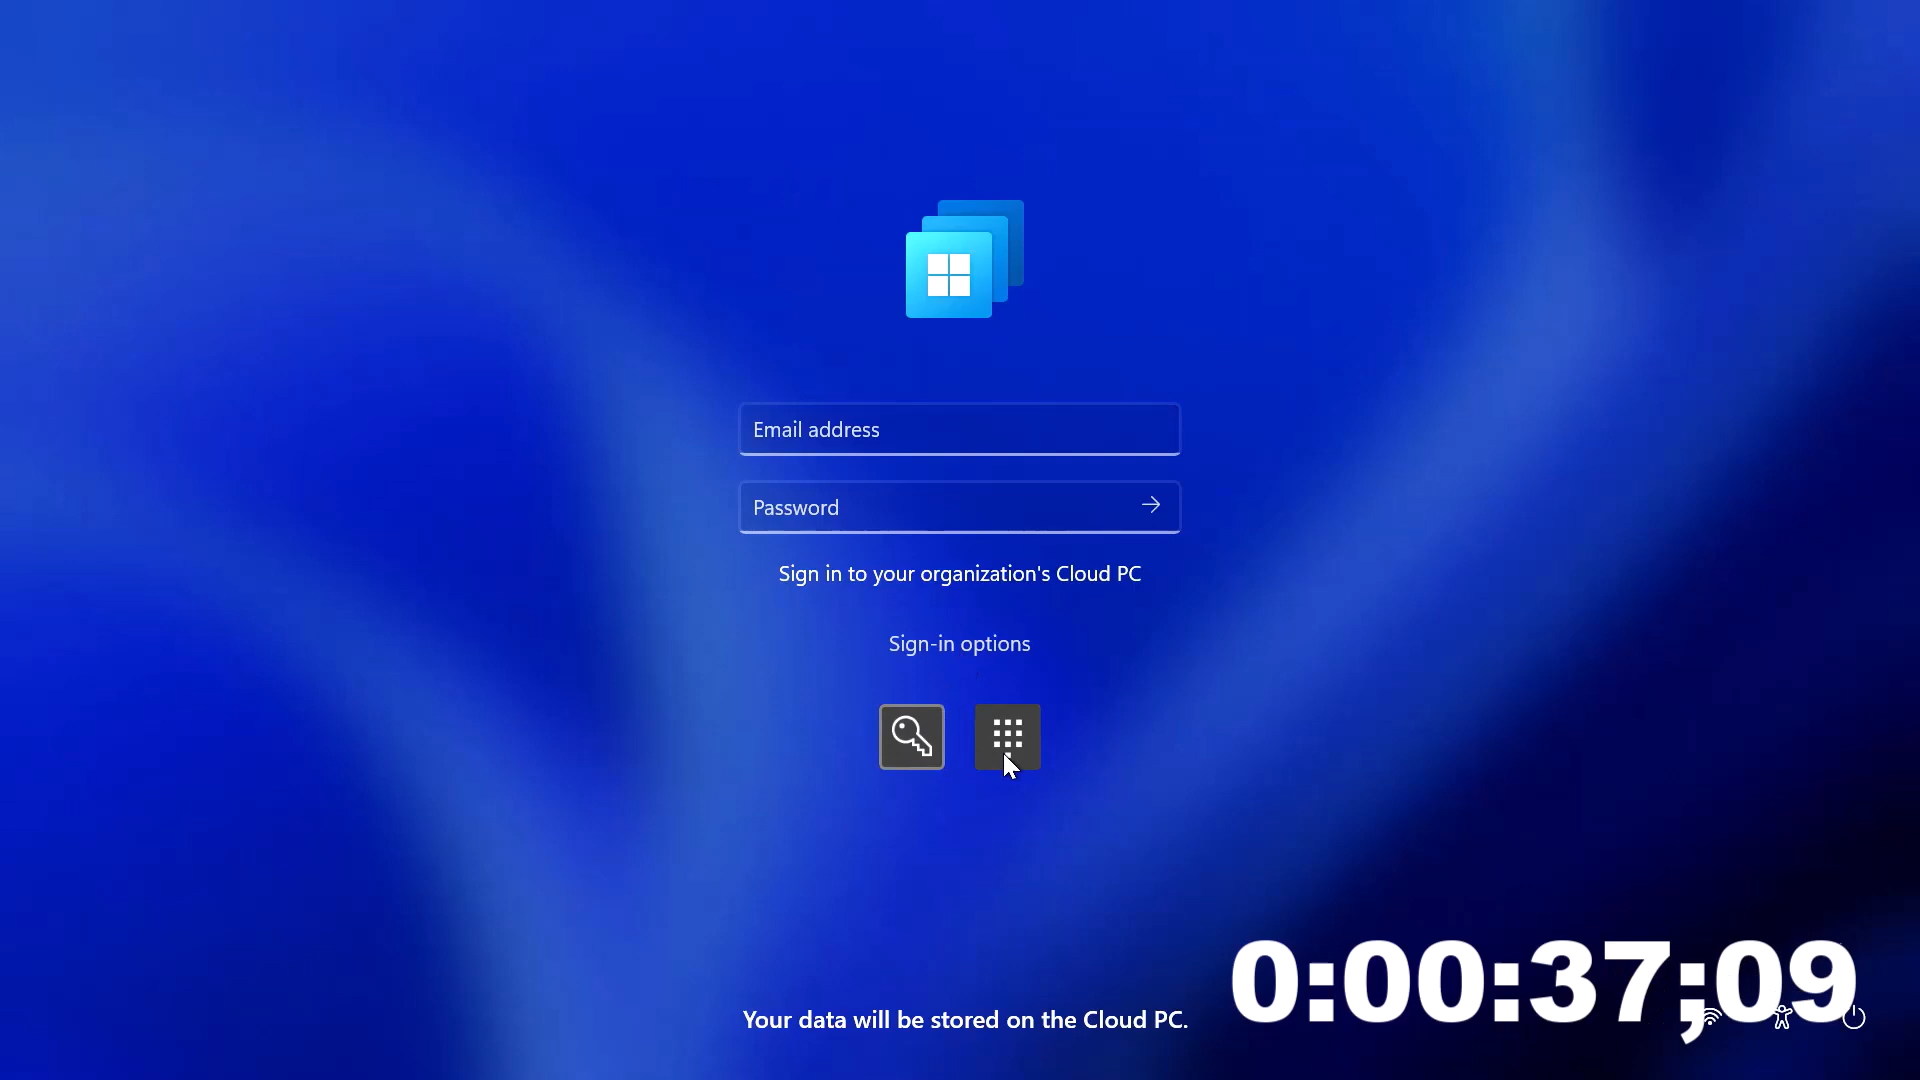 Email address
Password
Sign in to your organization's Cloud PC
Sign-in options
Your data will be stored on the Cloud PC.
0:00:37;09